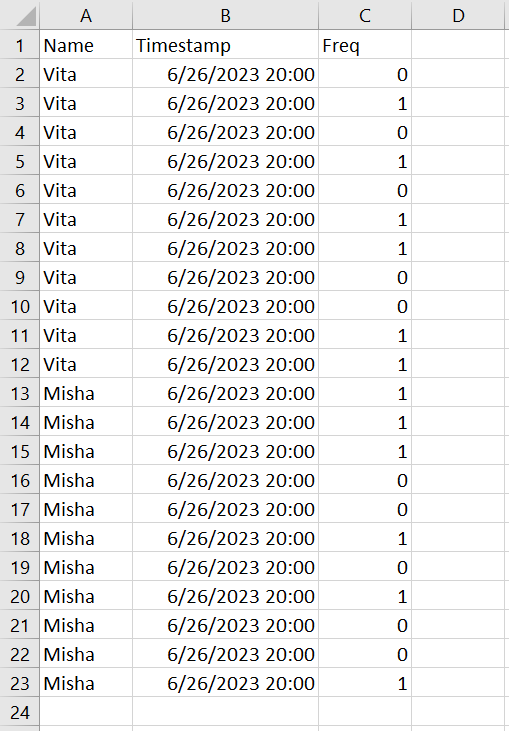 A B C D
1 Name Timestamp Freq
2 Vita 6/26/2023 20:00 0
3 Vita 6/26/2023 20:00 1
4 Vita 6/26/2023 20:00 0
5 Vita 6/26/2023 20:00 1
6 Vita 6/26/2023 20:00 0
7 Vita 6/26/2023 20:00 1
8 Vita 6/26/2023 20:00 1
9 Vita 6/26/2023 20:00 0
10 Vita 6/26/2023 20:00 0
11 Vita 6/26/2023 20:00 1
12 Vita 6/26/2023 20:00 1
13 Misha 6/26/2023 20:00 1
14 Misha 6/26/2023 20:00 1
15 Misha 6/26/2023 20:00 1
16 Misha 6/26/2023 20:00 0
17 Misha 6/26/2023 20:00 0
18 Misha 6/26/2023 20:00 1
19 Misha 6/26/2023 20:00 0
20 Misha 6/26/2023 20:00 1
21 Misha 6/26/2023 20:00 0
22 Misha 6/26/2023 20:00 0
23 Misha 6/26/2023 20:00 1
24